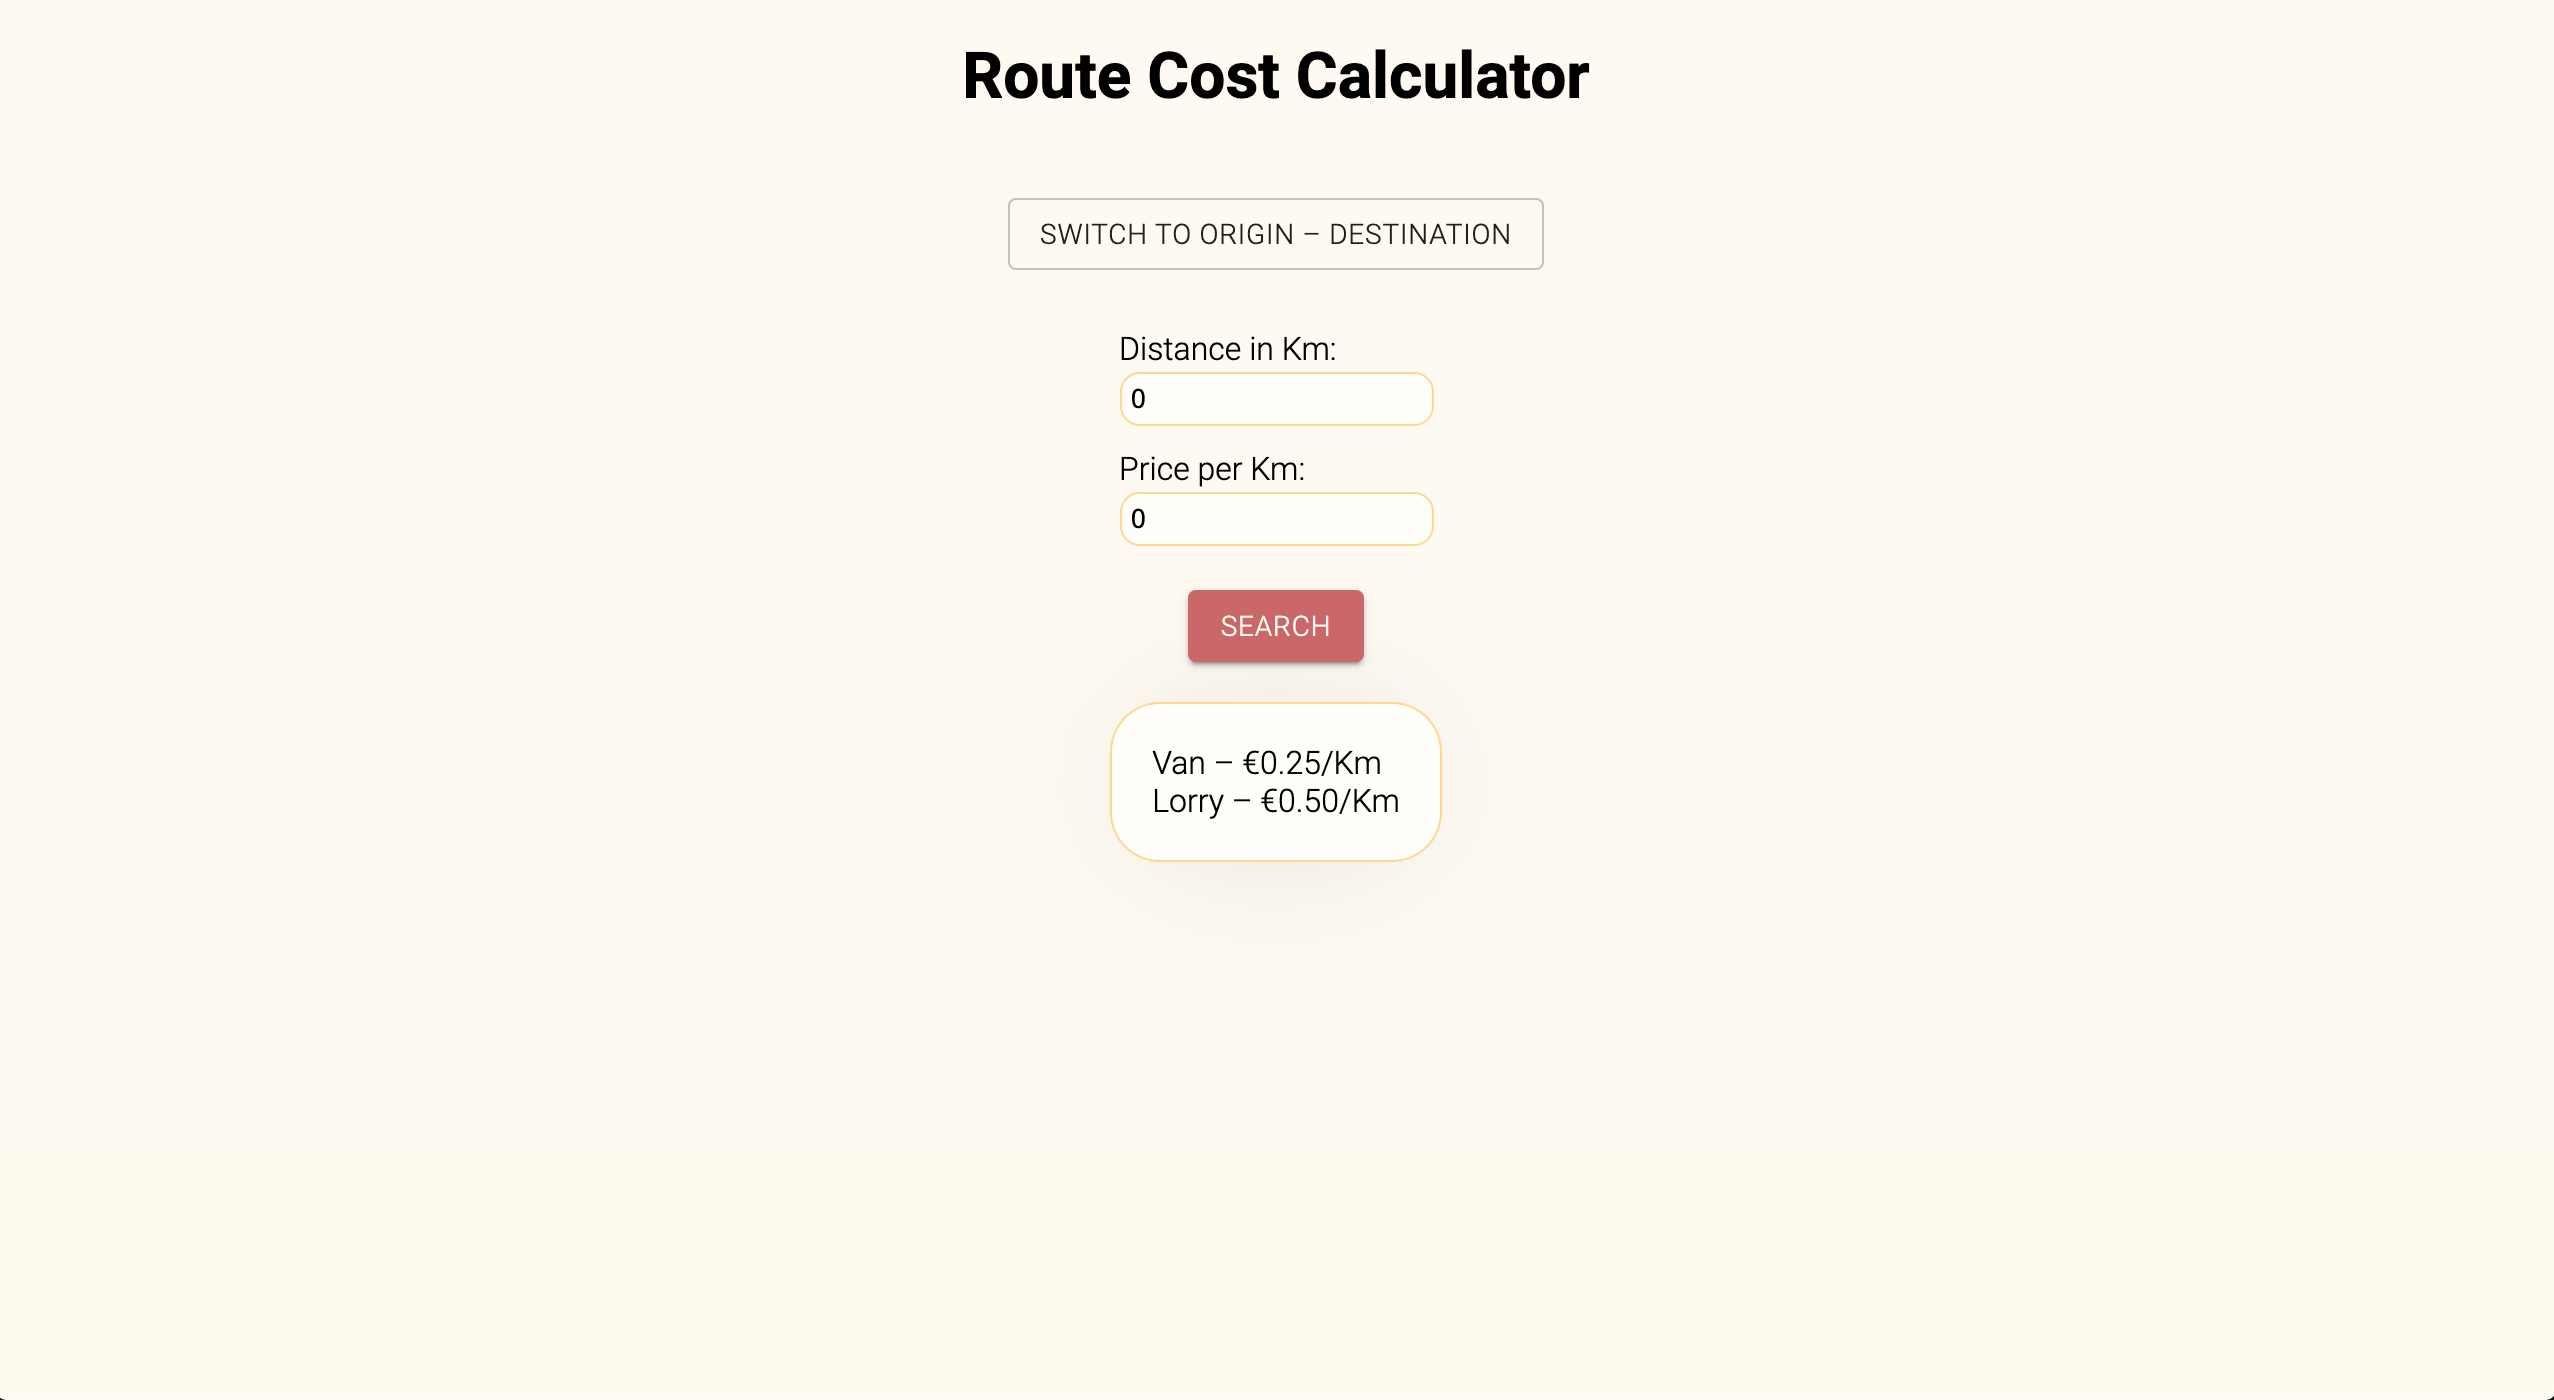 Route Cost Calculator
SWITCH TO ORIGIN – DESTINATION
Distance in Km:
0
Price per Km:
0
SEARCH
Van – €0.25/Km
Lorry – €0.50/Km